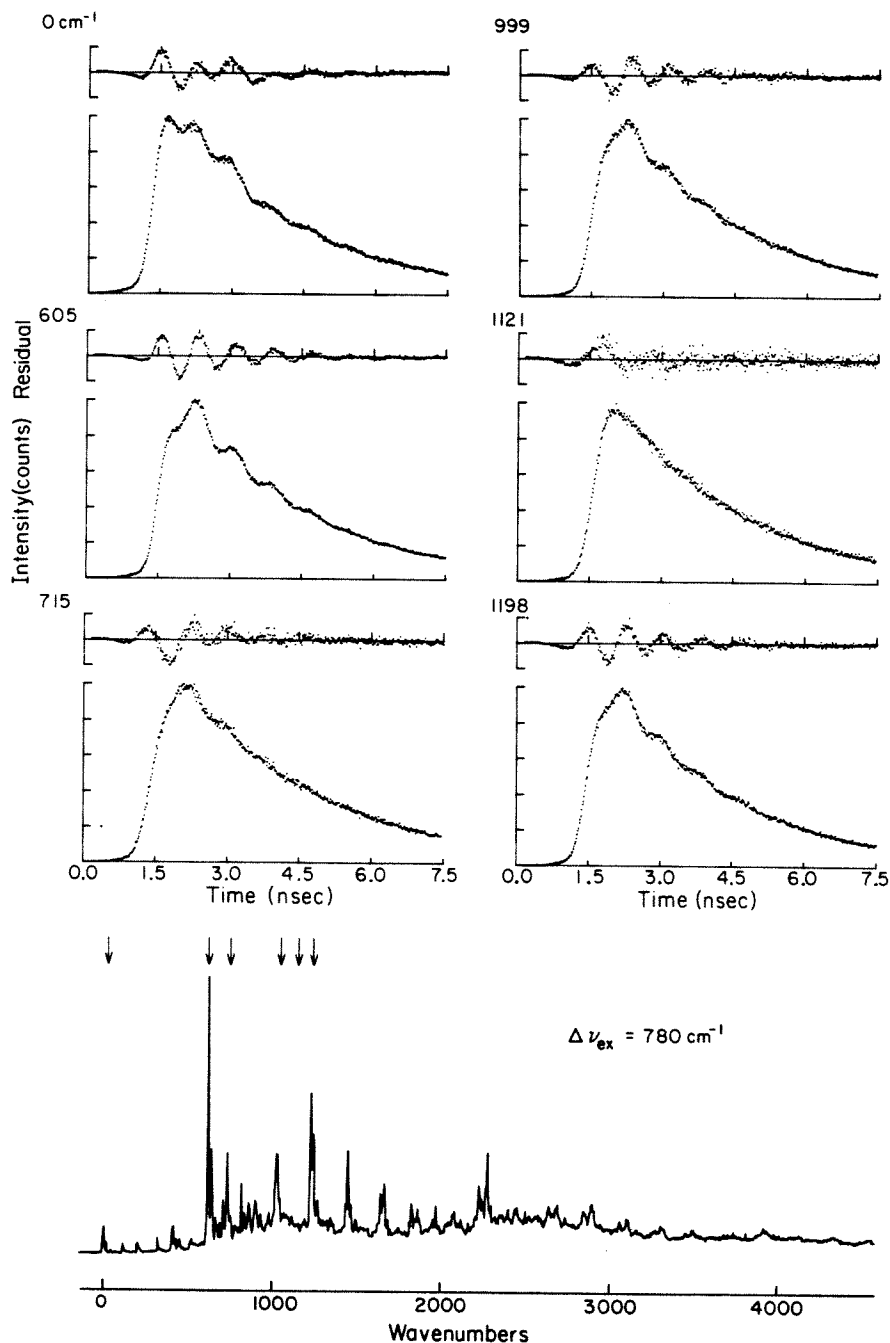 0 cm⁻¹
999
605
1121
715
1198
Intensity(counts) Residual
0.0 1.5 3.0 4.5 6.0 7.5
Time (nsec)
0.0 1.5 3.0 4.5 6.0 7.5
Time (nsec)
Δ νex = 780 cm⁻¹
0 1000 2000 3000 4000
Wavenumbers